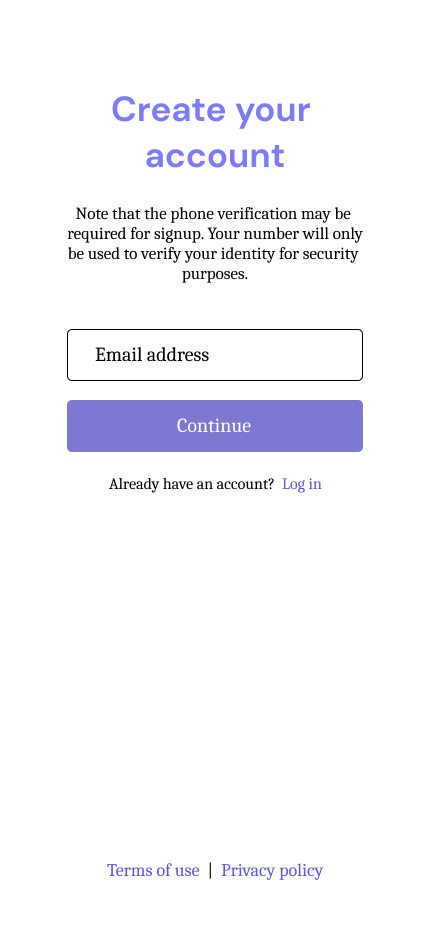 Create your
account
Note that the phone verification may be
required for signup. Your number will only
be used to verify your identity for security
purposes.
Email address
Continue
Already have an account? Log in
Terms of use | Privacy policy